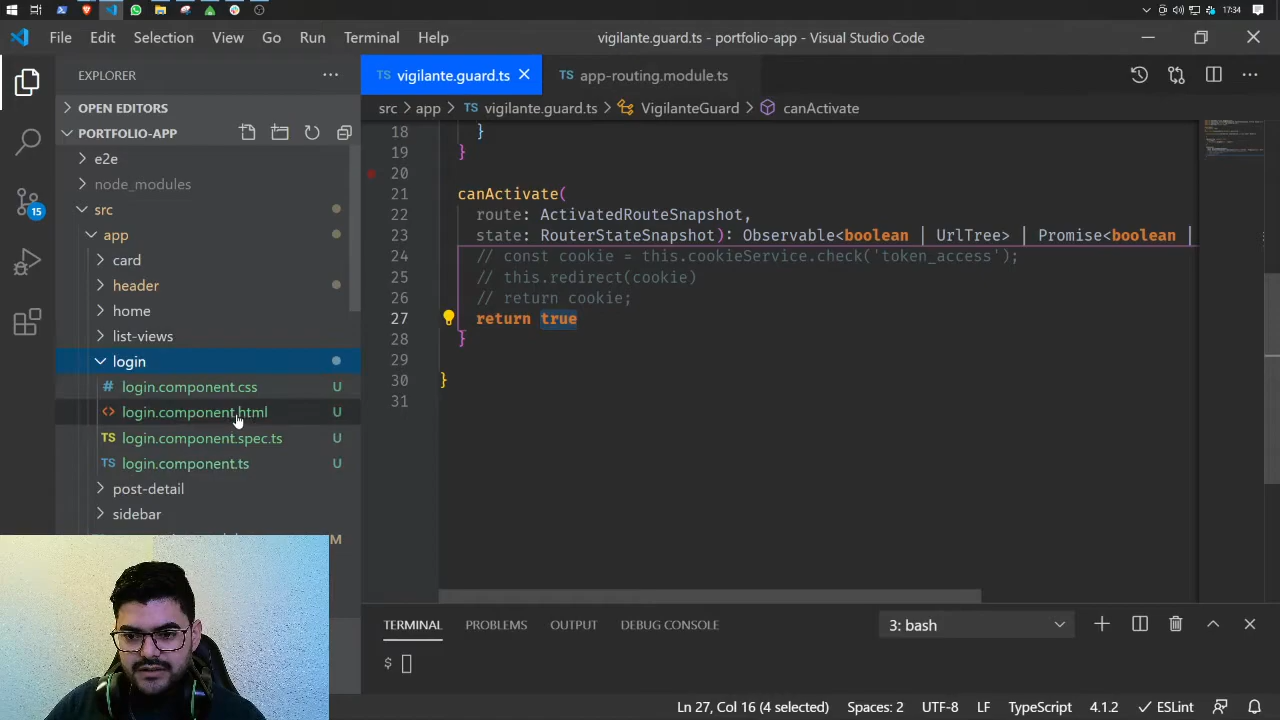 17:34
File Edit Selection View Go Run Terminal Help
vigilante.guard.ts - portfolio-app - Visual Studio Code
EXPLORER
OPEN EDITORS
PORTFOLIO-APP
e2e
node_modules
src
app
card
header
home
list-views
login
# login.component.css U
<> login.component.html U
TS login.component.spec.ts U
TS login.component.ts U
post-detail
sidebar
M
15
TS vigilante.guard.ts
TS app-routing.module.ts
src > app > TS vigilante.guard.ts > VigilanteGuard > canActivate
18 }
19 }
20
21 canActivate(
22 route: ActivatedRouteSnapshot,
23 state: RouterStateSnapshot): Observable<boolean | UrlTree> | Promise<boolean |
24 // const cookie = this.cookieService.check('token_access');
25 // this.redirect(cookie)
26 // return cookie;
27 return true
28 }
29
30 }
31
TERMINAL PROBLEMS OUTPUT DEBUG CONSOLE
3: bash
$
Ln 27, Col 16 (4 selected) Spaces: 2 UTF-8 LF TypeScript 4.1.2 ESLint